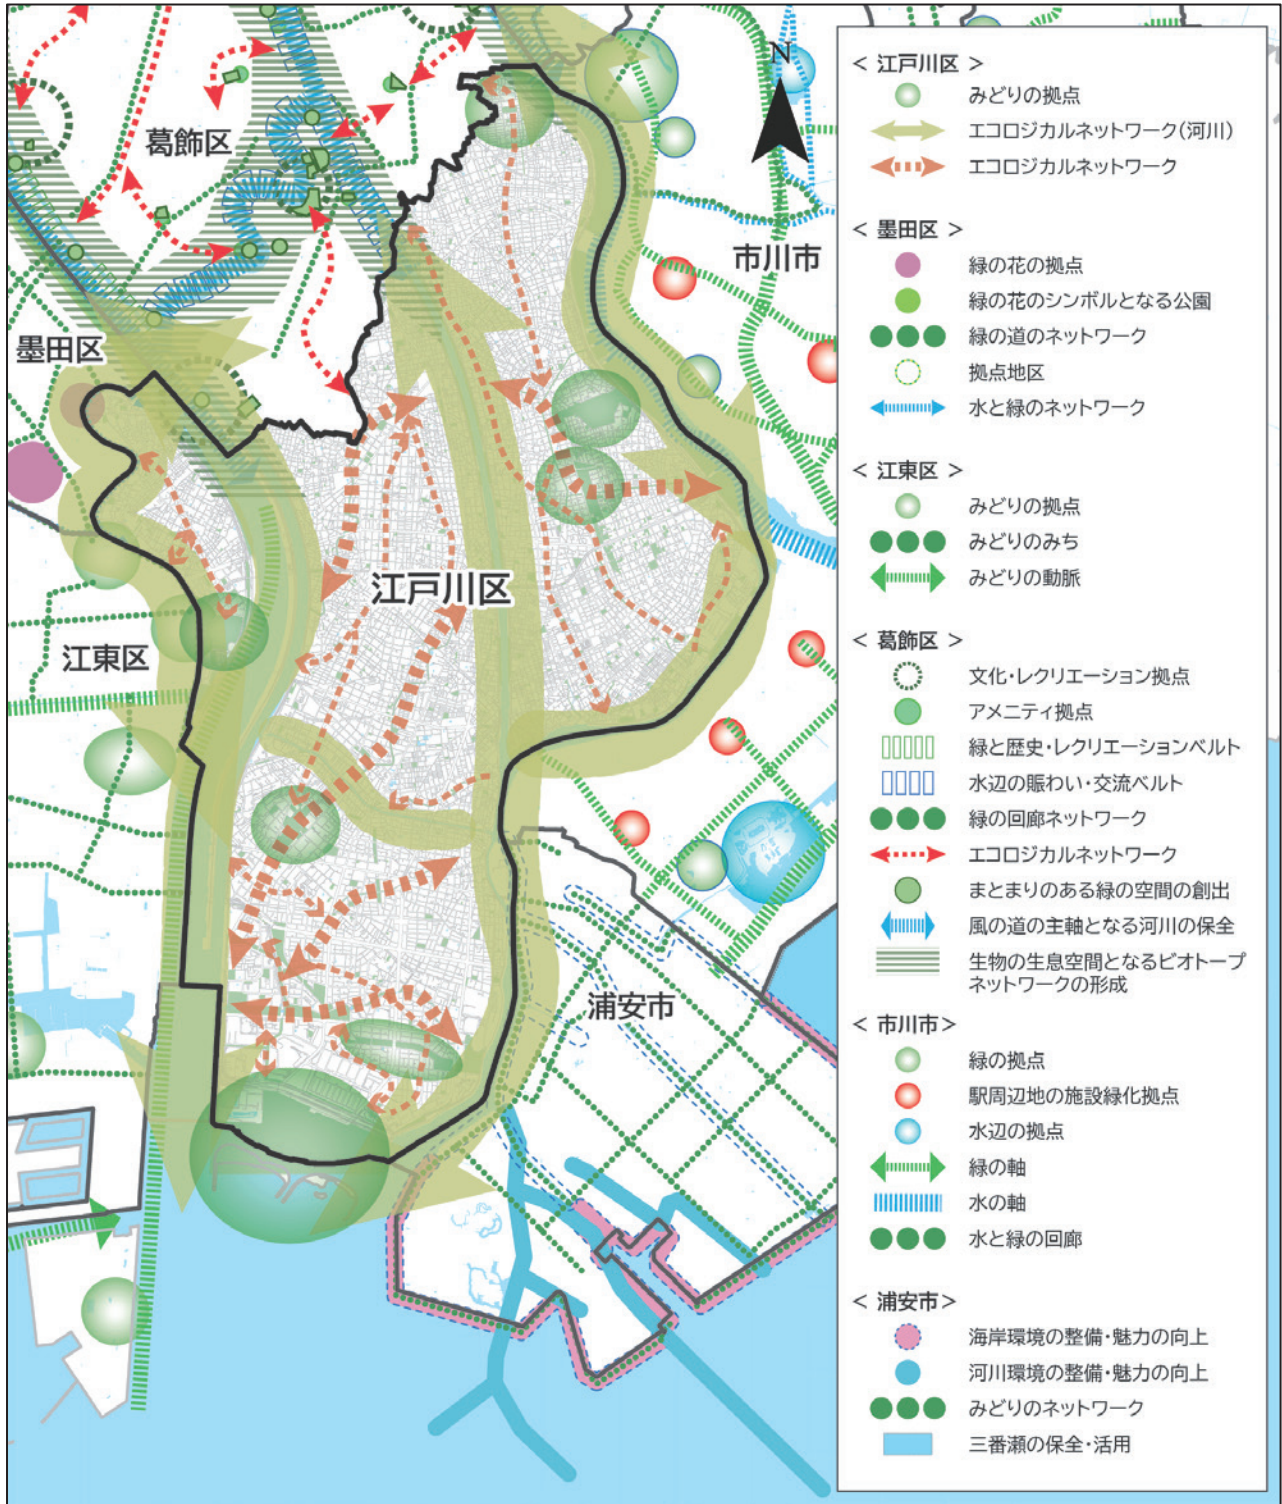 葛飾区
墨田区
市川市
江戸川区
江東区
浦安市
N
< 江戸川区 >
みどりの拠点
エコロジカルネットワーク(河川)
エコロジカルネットワーク
< 墨田区 >
緑の花の拠点
緑の花のシンボルとなる公園
緑の道のネットワーク
拠点地区
水と緑のネットワーク
< 江東区 >
みどりの拠点
みどりのみち
みどりの動脈
< 葛飾区 >
文化・レクリエーション拠点
アメニティ拠点
緑と歴史・レクリエーションベルト
水辺の賑わい・交流ベルト
緑の回廊ネットワーク
エコロジカルネットワーク
まとまりのある緑の空間の創出
風の道の主軸となる河川の保全
生物の生息空間となるビオトープ
ネットワークの形成
< 市川市>
緑の拠点
駅周辺地の施設緑化拠点
水辺の拠点
緑の軸
水の軸
水と緑の回廊
< 浦安市>
海岸環境の整備・魅力の向上
河川環境の整備・魅力の向上
みどりのネットワーク
三番瀬の保全・活用